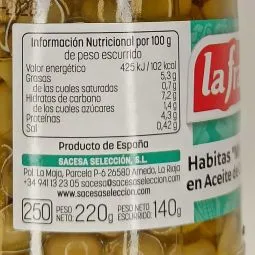 Información Nutricional por 100 g
de peso escurrido
Valor energético 425 kJ / 102 kcal
Grasas 5,3 g
de las cuales saturadas 0,7 g
Hidratos de carbono 7,2 g
de los cuales azúcares 1,4 g
Proteínas 4,3 g
Sal 0,42 g
Producto de España
SACESA SELECCIÓN, S.L.
Pol. La Maja, Parcela P-6 26580 Arnedo, La Rioja
+34 941 13 23 05 sacesa@sacesaseleccion.com
www.sacesaseleccion.com
250 PESO NETO: 220g PESO NETO ESCURRIDO: 140g
la
Habitas
en Aceite de